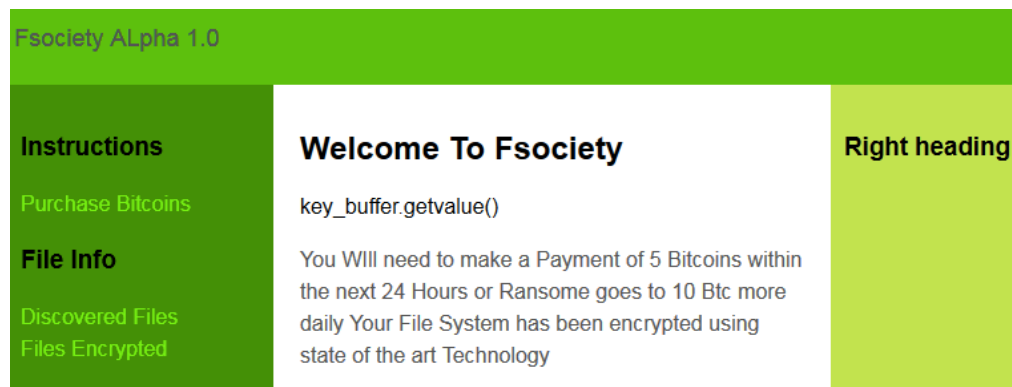 Fsociety ALpha 1.0
Instructions
Purchase Bitcoins
File Info
Discovered Files
Files Encrypted
Welcome To Fsociety
key_buffer.getvalue()
You WIll need to make a Payment of 5 Bitcoins within
the next 24 Hours or Ransome goes to 10 Btc more
daily Your File System has been encrypted using
state of the art Technology
Right heading